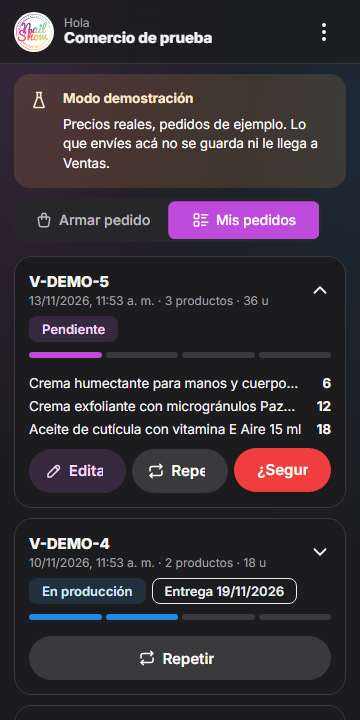 Nail
Show
Hola
Comercio de prueba
Modo demostración
Precios reales, pedidos de ejemplo. Lo
que envíes acá no se guarda ni le llega a
Ventas.
Armar pedido
Mis pedidos
V-DEMO-5
13/11/2026, 11:53 a. m. · 3 productos · 36 u
Pendiente
Crema humectante para manos y cuerpo... 6
Crema exfoliante con microgránulos Paz... 12
Aceite de cutícula con vitamina E Aire 15 ml 18
Edita Repe ¿Segur
V-DEMO-4
10/11/2026, 11:53 a. m. · 2 productos · 18 u
En producción Entrega 19/11/2026
Repetir